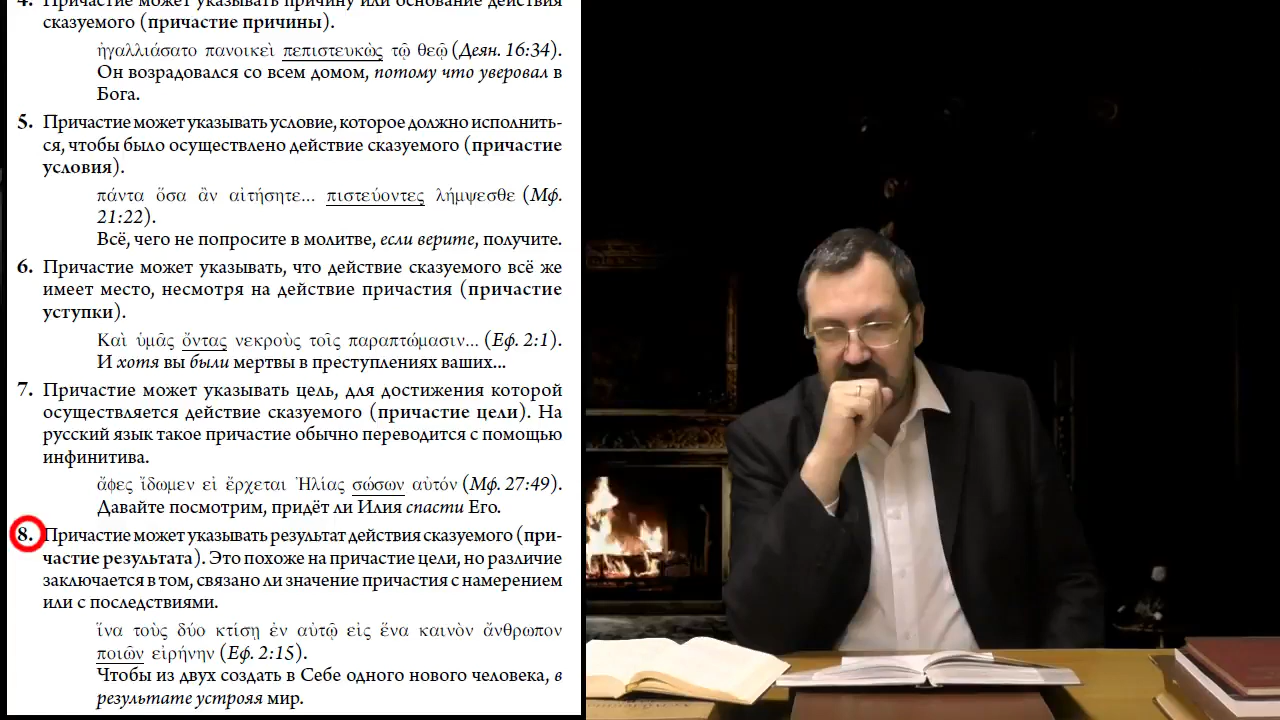 4. Причастие может указывать причину или основание действия
сказуемого (причастие причины).
ἠγαλλιάσατο πανοικεὶ πεπιστευκὼς τῷ θεῷ (Деян. 16:34).
Он возрадовался со всем домом, потому что уверовал в
Бога.
5. Причастие может указывать условие, которое должно исполнить-
ся, чтобы было осуществлено действие сказуемого (причастие
условия).
πάντα ὅσα ἂν αἰτήσητε... πιστεύοντες λήμψεσθε (Мф.
21:22).
Всё, чего не попросите в молитве, если верите, получите.
6. Причастие может указывать, что действие сказуемого всё же
имеет место, несмотря на действие причастия (причастие
уступки).
Καὶ ὑμᾶς ὄντας νεκροὺς τοῖς παραπτώμασιν... (Еф. 2:1).
И хотя вы были мертвы в преступлениях ваших...
7. Причастие может указывать цель, для достижения которой
осуществляется действие сказуемого (причастие цели). На
русский язык такое причастие обычно переводится с помощью
инфинитива.
ἄφες ἴδωμεν εἰ ἔρχεται Ἠλίας σώσων αὐτόν (Мф. 27:49).
Давайте посмотрим, придёт ли Илия спасти Его.
8. Причастие может указывать результат действия сказуемого (при-
частие результата). Это похоже на причастие цели, но различие
заключается в том, связано ли значение причастия с намерением
или с последствиями.
ἵνα τοὺς δύο κτίσῃ ἐν αὐτῷ εἰς ἕνα καινὸν ἄνθρωπον
ποιῶν εἰρήνην (Еф. 2:15).
Чтобы из двух создать в Себе одного нового человека, в
результате устрояя мир.